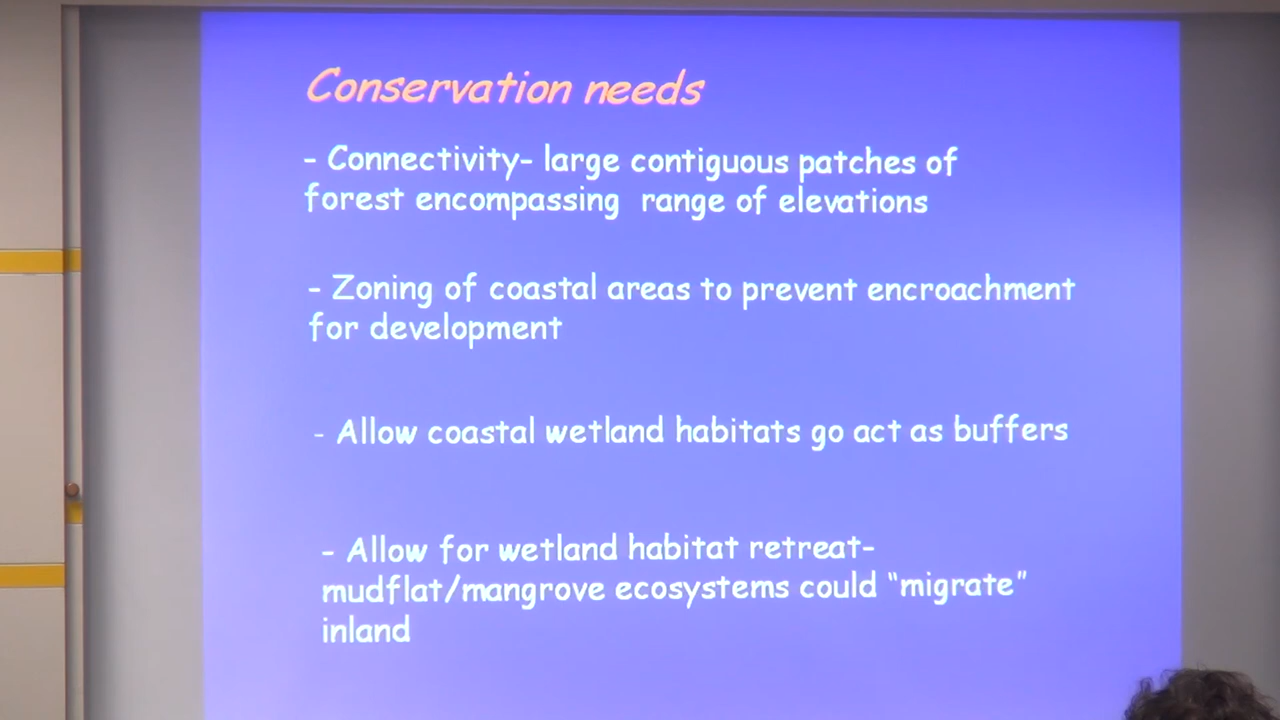 Conservation needs
- Connectivity- large contiguous patches of
forest encompassing range of elevations
- Zoning of coastal areas to prevent encroachment
for development
- Allow coastal wetland habitats go act as buffers
- Allow for wetland habitat retreat-
mudflat/mangrove ecosystems could “migrate”
inland